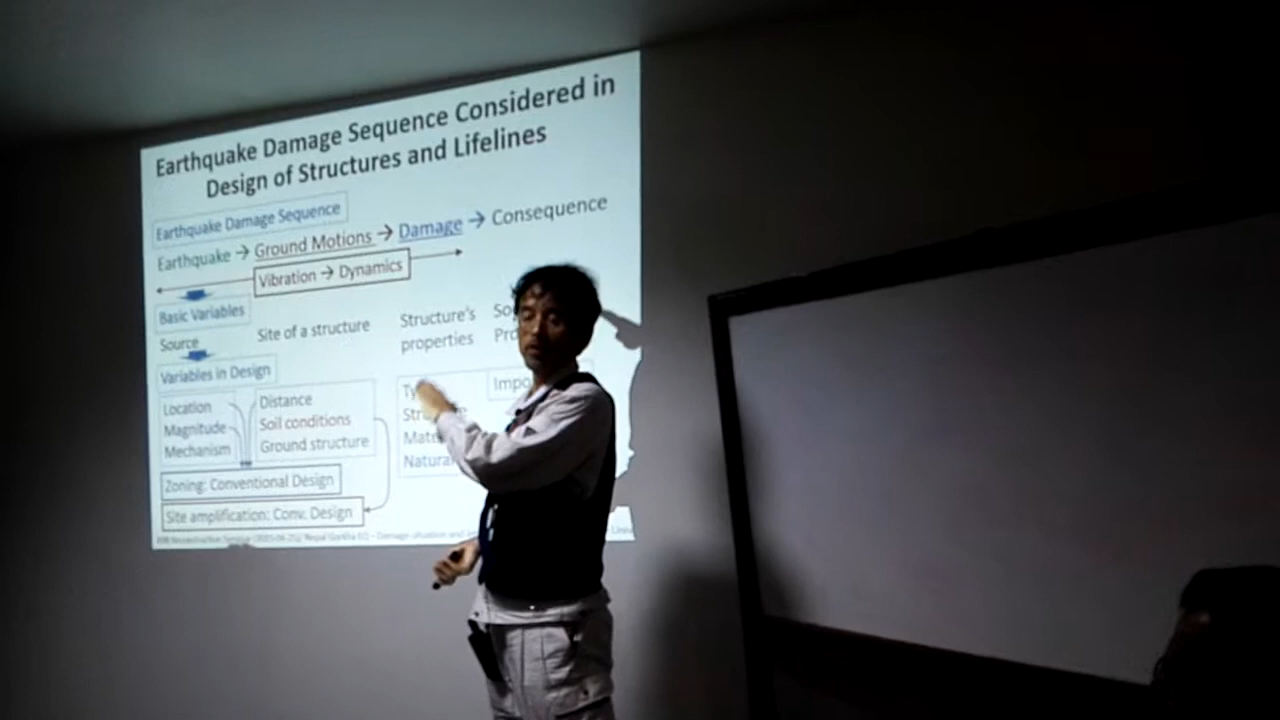 Earthquake Damage Sequence Considered in
Design of Structures and Lifelines
Earthquake Damage Sequence
Earthquake → Ground Motions → Damage → Consequence
Vibration → Dynamics
Basic Variables
Source
Site of a structure
Structure's
properties
Variables in Design
Location
Magnitude
Mechanism
Distance
Soil conditions
Ground structure
Natural
Zoning: Conventional Design
Site amplification: Conv. Design